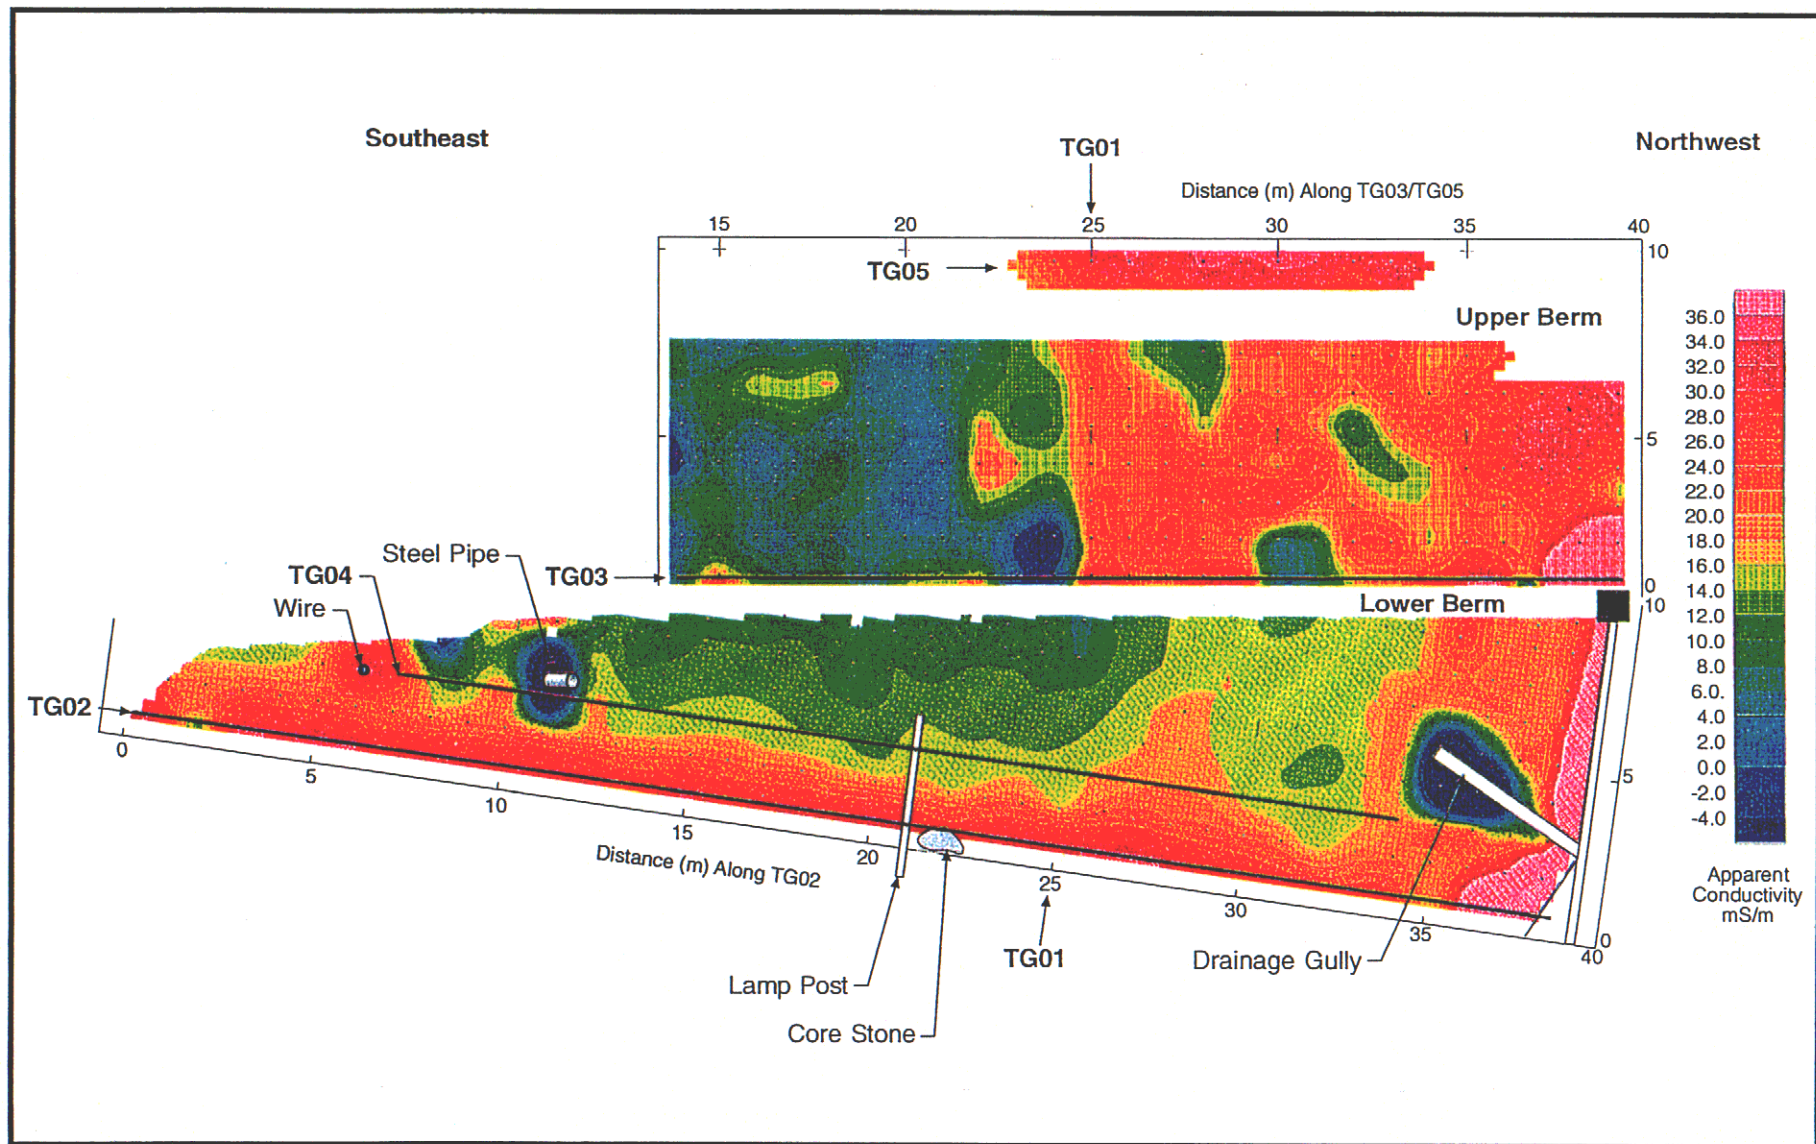 Southeast
Northwest
TG01
Distance (m) Along TG03/TG05
15 20 25 30 35 40
10
TG05
Upper Berm
36.0
34.0
32.0
30.0
28.0
26.0
24.0
22.0
20.0
18.0
16.0
14.0
12.0
10.0
8.0
6.0.
4.0
2.0
0.0
-2.0
-4.0
Apparent
Conductivity
mS/m
5
Steel Pipe
TG04
TG03
0
Wire
Lower Berm
10
TG02
0 5 10 15 20 25 30 35 40
5
0
Distance (m) Along TG02
TG01
Drainage Gully
Lamp Post
Core Stone